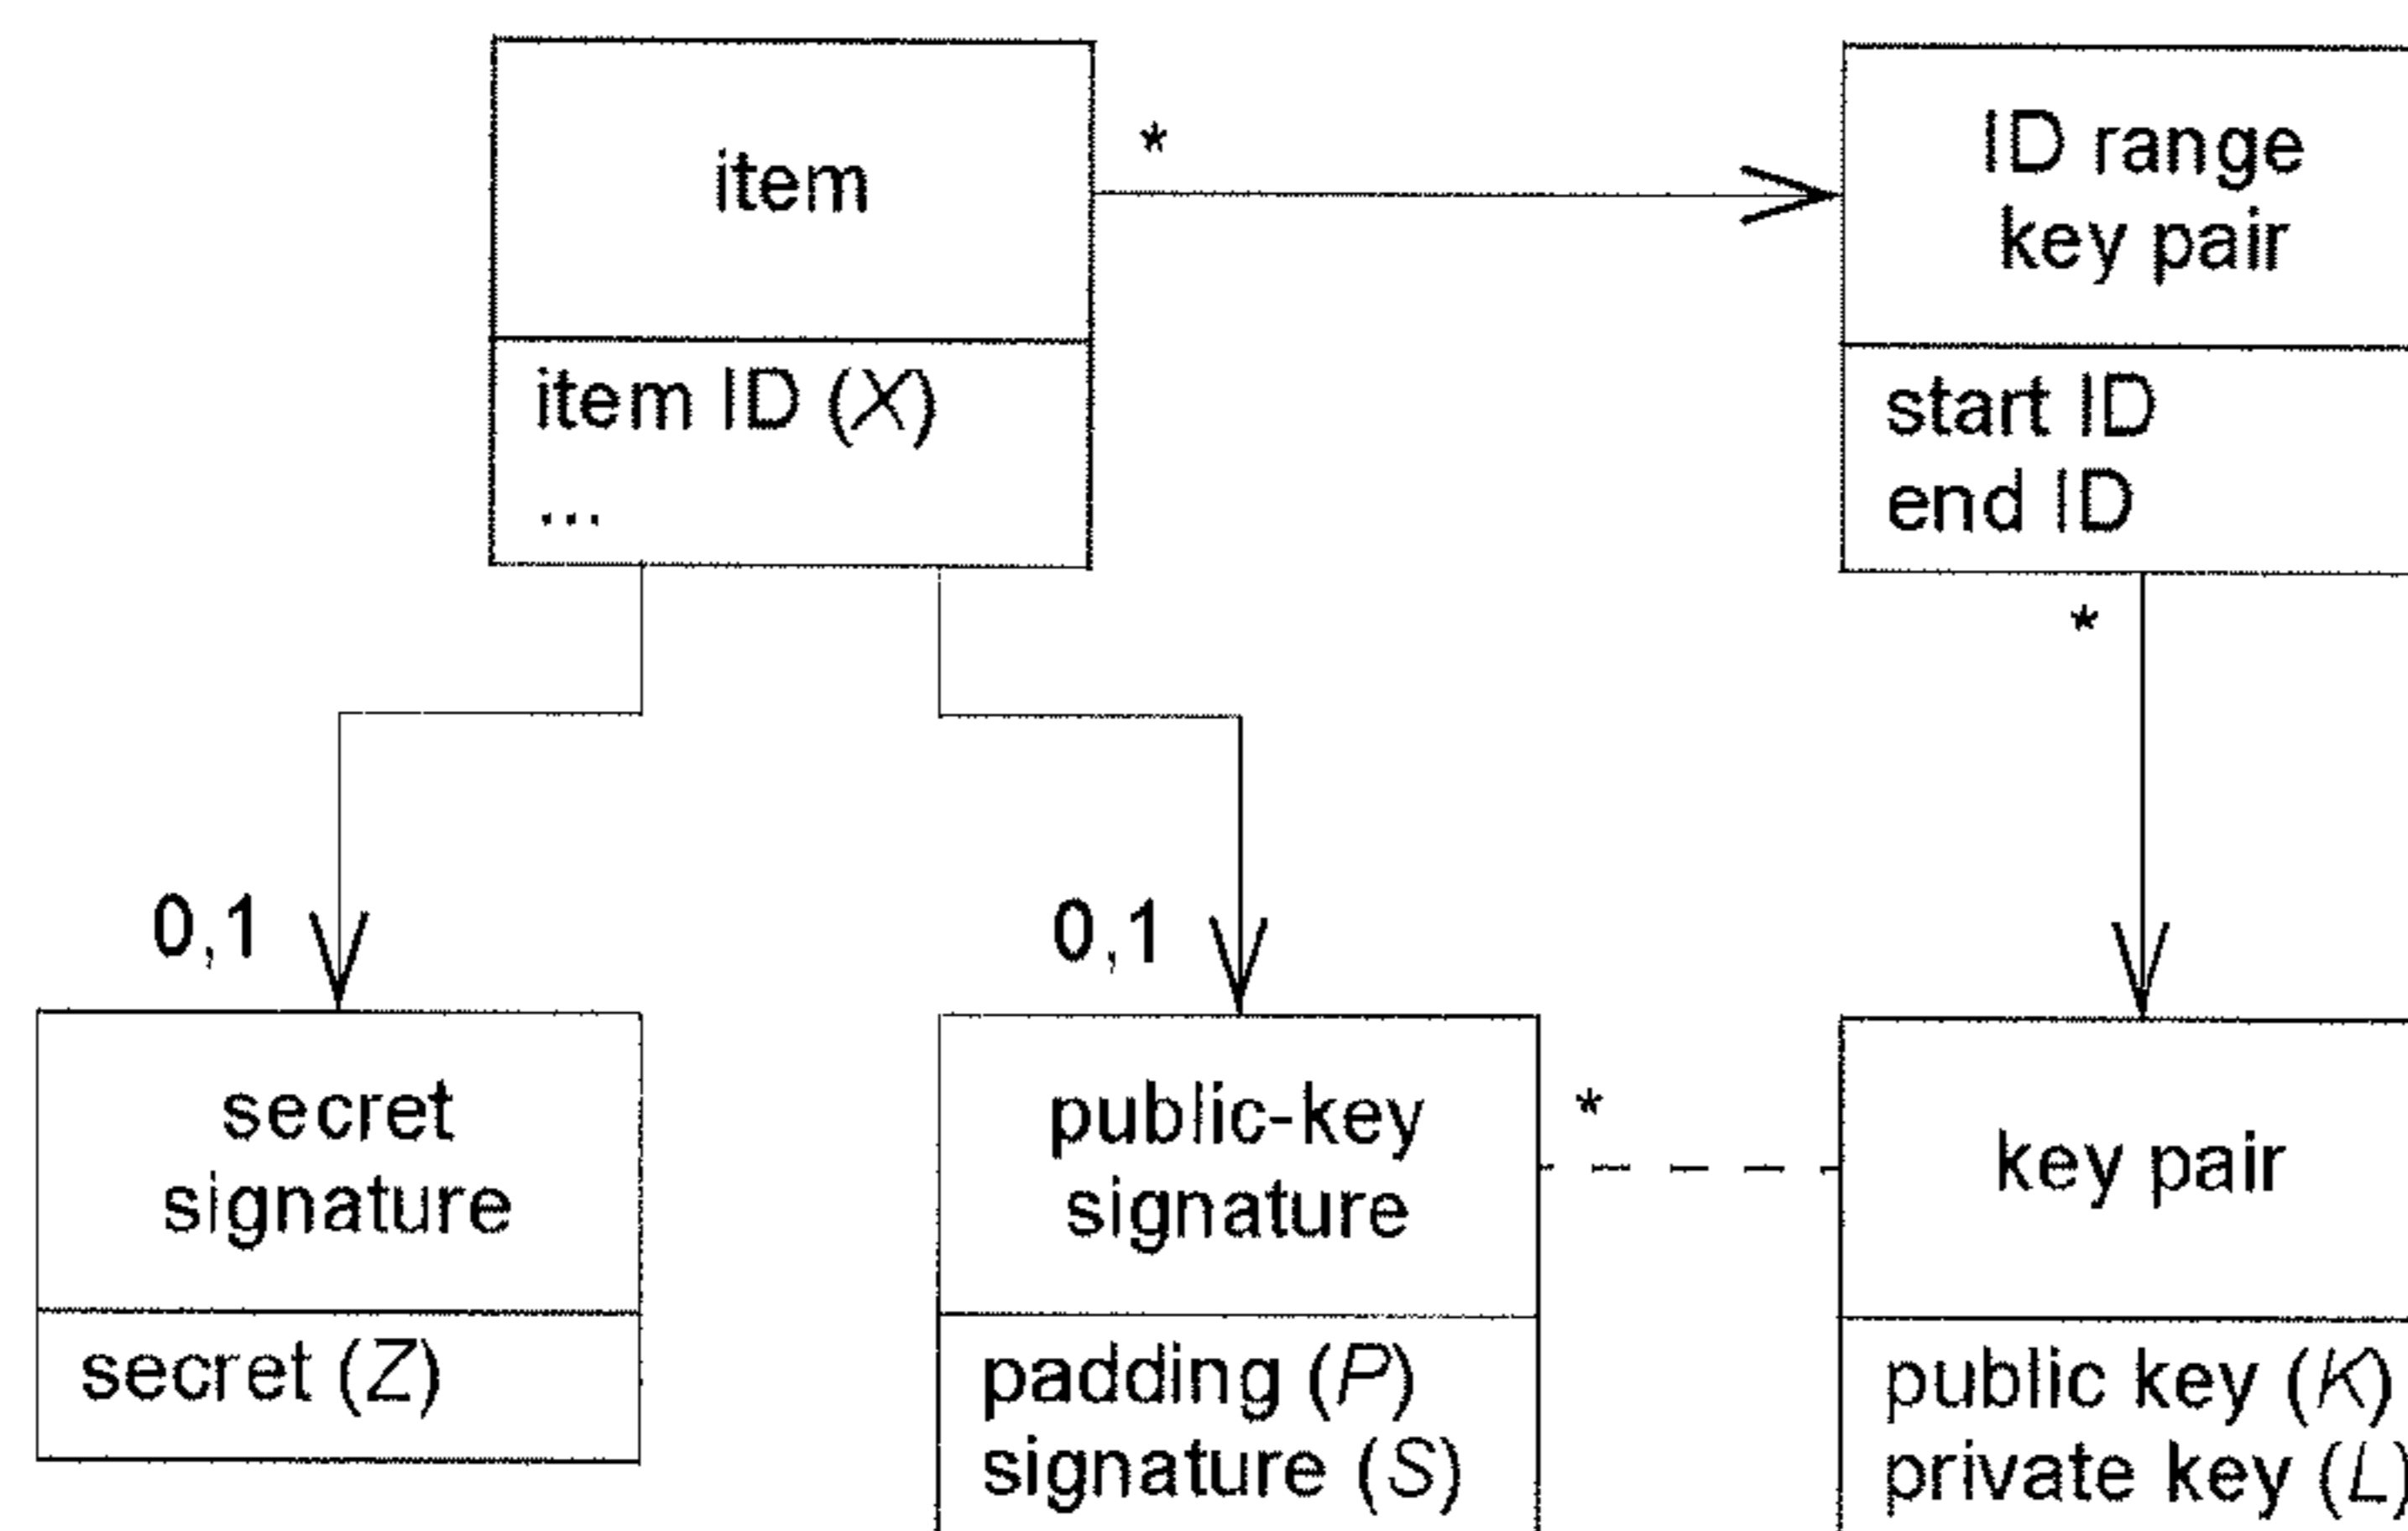 item
item ID (X)
...
*
ID range
key pair
start ID
end ID
*
0,1
0,1
secret
signature
secret (Z)
public-key
signature
padding (P)
signature (S)
*
key pair
public key (K)
private key (L)